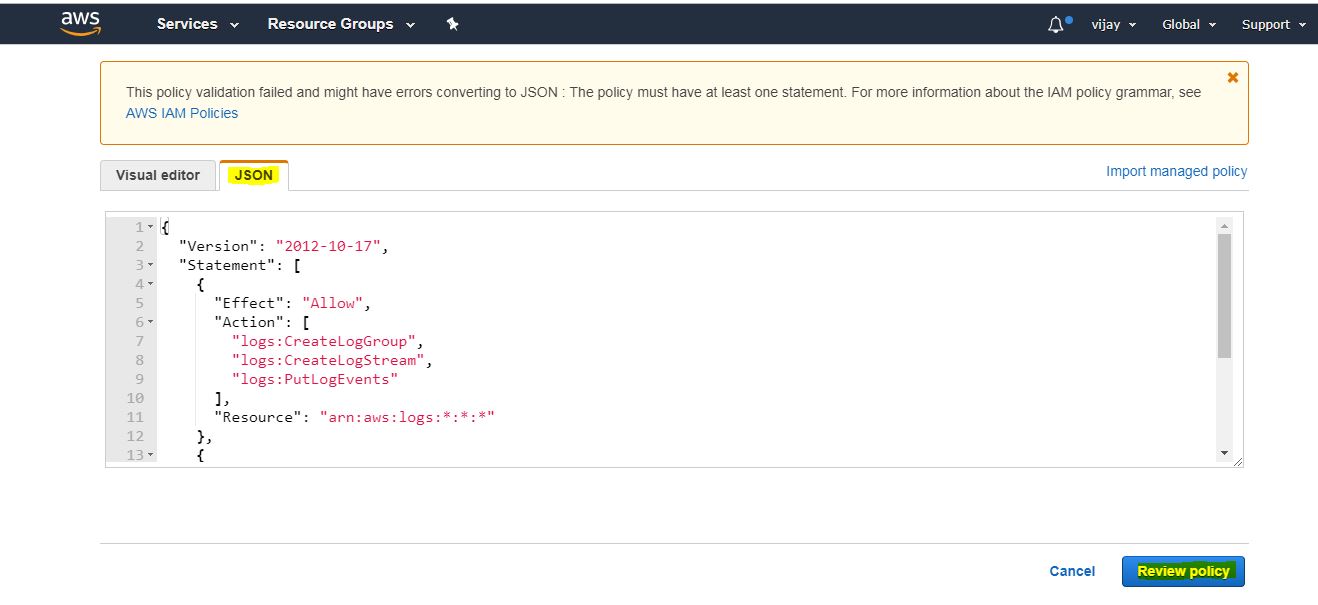 aws Services Resource Groups vijay Global Support
This policy validation failed and might have errors converting to JSON : The policy must have at least one statement. For more information about the IAM policy grammar, see
AWS IAM Policies
Visual editor JSON Import managed policy
1 {
2 "Version": "2012-10-17",
3 "Statement": [
4 {
5 "Effect": "Allow",
6 "Action": [
7 "logs:CreateLogGroup",
8 "logs:CreateLogStream",
9 "logs:PutLogEvents"
10 ],
11 "Resource": "arn:aws:logs:*:*:*"
12 },
13 {
Cancel Review policy